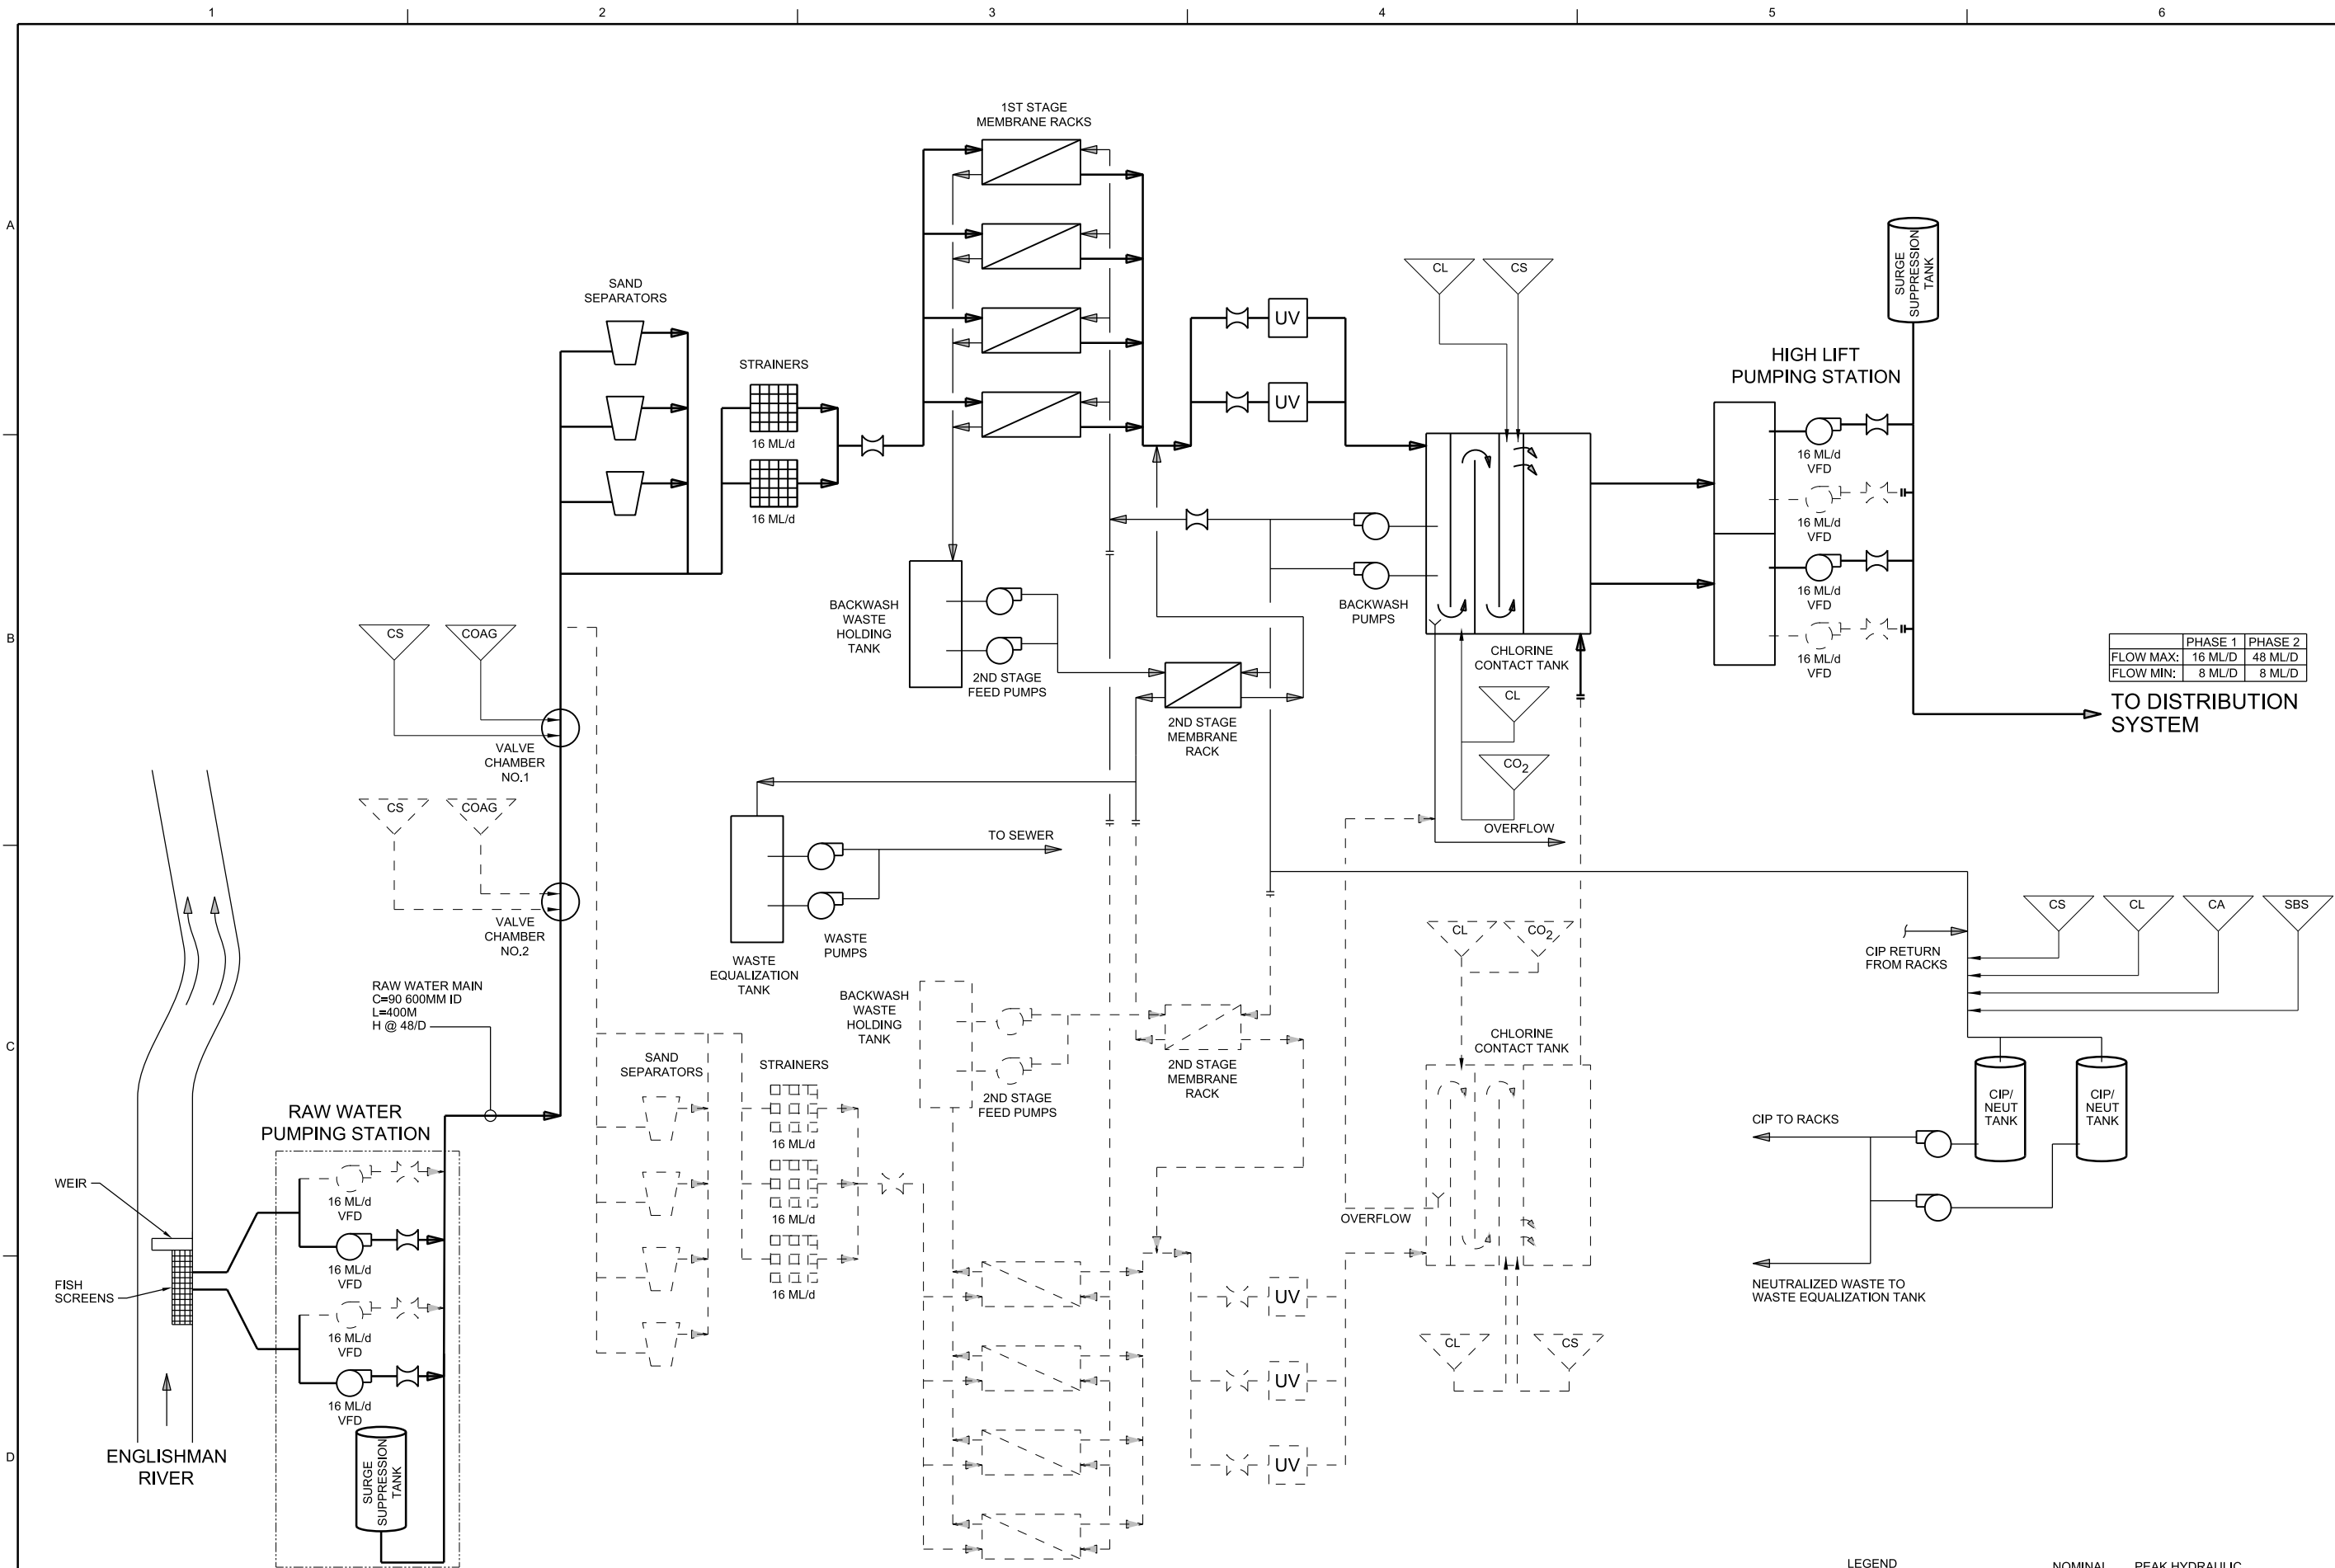 1
2
3
4
5
6
A
B
C
D
1ST STAGE
MEMBRANE RACKS
SAND
SEPARATORS
STRAINERS
16 ML/d
16 ML/d
UV
UV
CL
CS
SURGE
SUPPRESSION
TANK
HIGH LIFT
PUMPING STATION
16 ML/d
VFD
16 ML/d
VFD
16 ML/d
VFD
16 ML/d
VFD
BACKWASH
WASTE
HOLDING
TANK
2ND STAGE
FEED PUMPS
BACKWASH
PUMPS
CHLORINE
CONTACT TANK
CL
CO2
OVERFLOW
2ND STAGE
MEMBRANE
RACK
PHASE 1 PHASE 2
FLOW MAX: 16 ML/D 48 ML/D
FLOW MIN: 8 ML/D 8 ML/D
TO DISTRIBUTION
SYSTEM
CS
COAG
VALVE
CHAMBER
NO.1
CS
COAG
VALVE
CHAMBER
NO.2
TO SEWER
WASTE
PUMPS
WASTE
EQUALIZATION
TANK
RAW WATER MAIN
C=90 600MM ID
L=400M
H @ 48/D
BACKWASH
WASTE
HOLDING
TANK
2ND STAGE
FEED PUMPS
2ND STAGE
MEMBRANE
RACK
CL
CO2
CHLORINE
CONTACT TANK
OVERFLOW
CS
CL
CA
SBS
CIP RETURN
FROM RACKS
CIP/
NEUT
TANK
CIP/
NEUT
TANK
CIP TO RACKS
NEUTRALIZED WASTE TO
WASTE EQUALIZATION TANK
SAND
SEPARATORS
STRAINERS
16 ML/d
16 ML/d
16 ML/d
UV
UV
UV
CL
CS
RAW WATER
PUMPING STATION
WEIR
FISH
SCREENS
16 ML/d
VFD
16 ML/d
VFD
16 ML/d
VFD
16 ML/d
VFD
SURGE
SUPPRESSION
TANK
ENGLISHMAN
RIVER
LEGEND
NOMINAL
PEAK HYDRAULIC